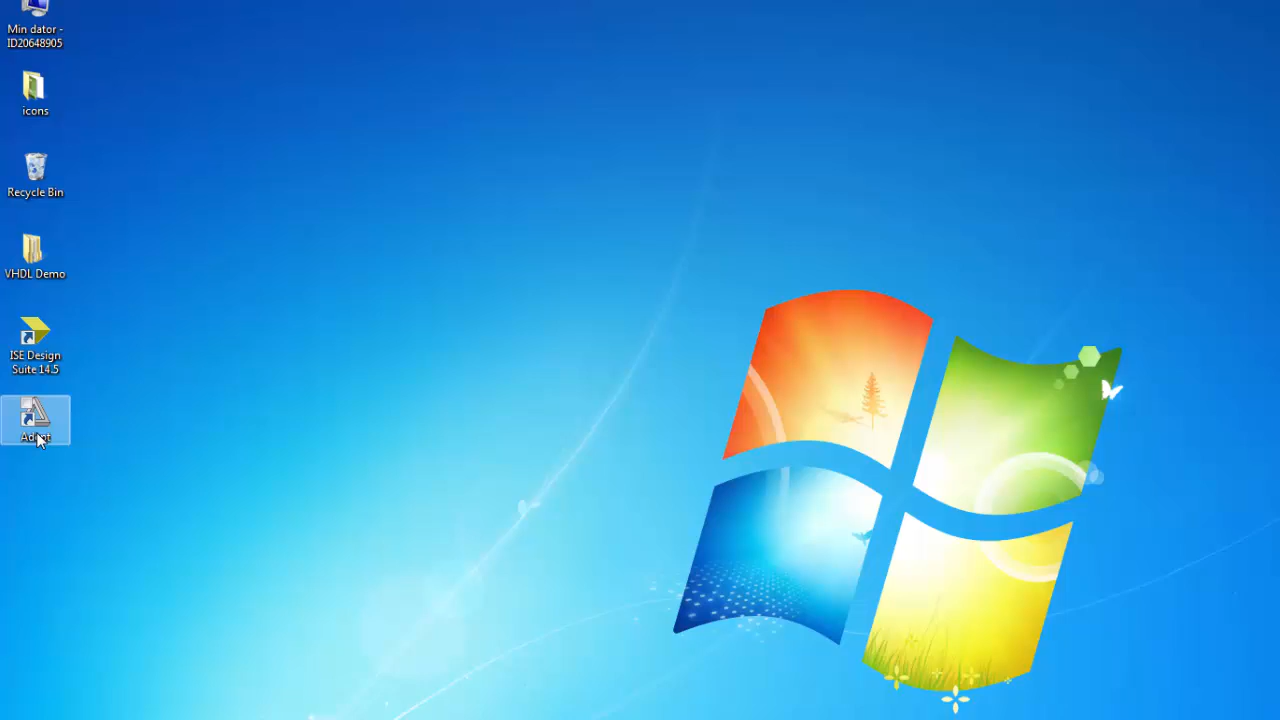 Min dator -
ID20648905
icons
Recycle Bin
VHDL Demo
ISE Design
Suite 14.5